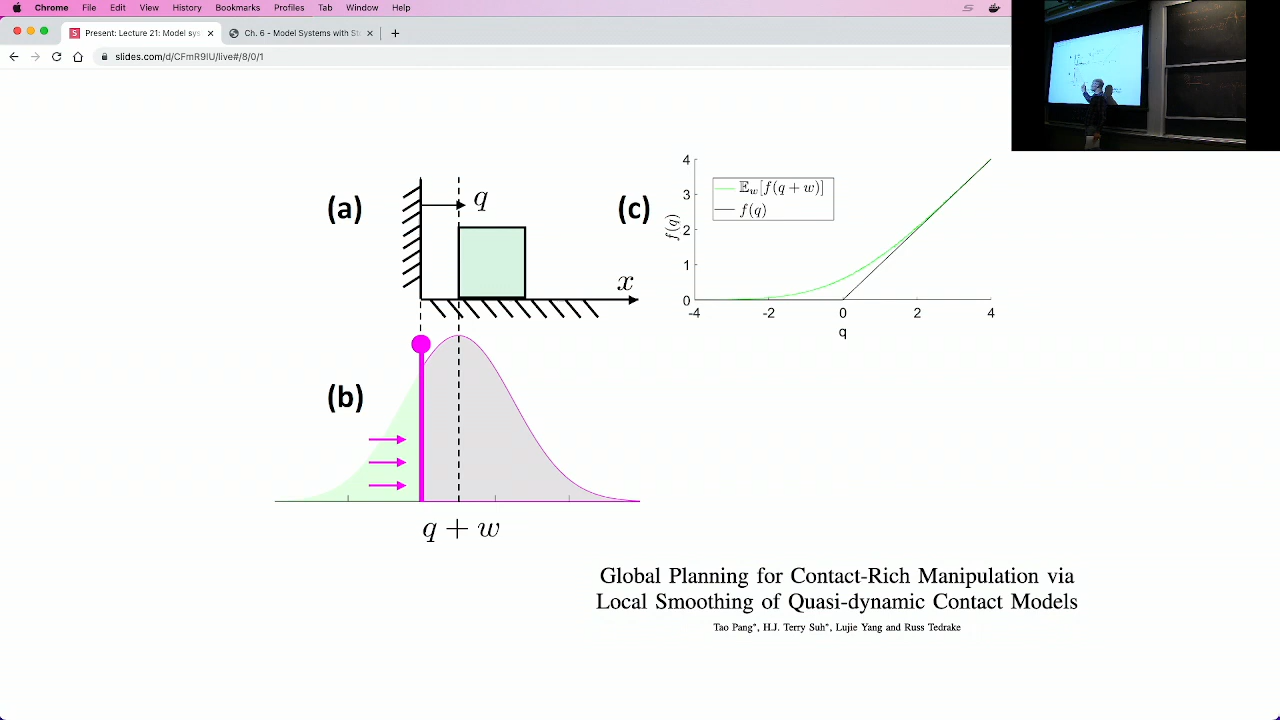 Chrome File Edit View History Bookmarks Profiles Tab Window Help
Present: Lecture 21: Model sys
Ch. 6 - Model Systems with Sto
slides.com/d/CFmR9IU/live#/8/0/1
(a)
q
x
(b)
q + w
(c)
4
3
2
1
0
f(q)
𝔼w[f(q + w)]
f(q)
-4 -2 0 2 4
q
Global Planning for Contact-Rich Manipulation via
Local Smoothing of Quasi-dynamic Contact Models
Tao Pang*, H.J. Terry Suh*, Lujie Yang and Russ Tedrake